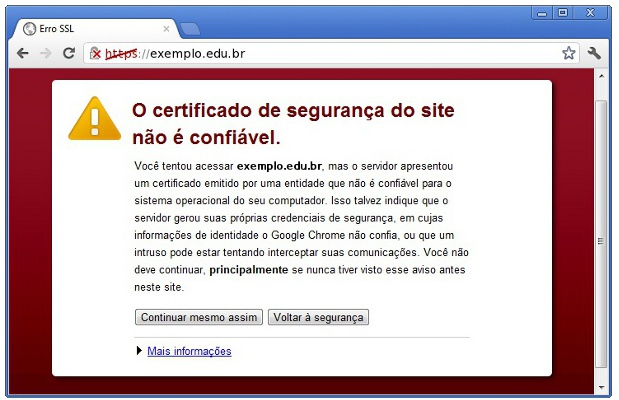 Erro SSL
https://exemplo.edu.br
O certificado de segurança do site
não é confiável.
Você tentou acessar exemplo.edu.br, mas o servidor apresentou
um certificado emitido por uma entidade que não é confiável para o
sistema operacional do seu computador. Isso talvez indique que o
servidor gerou suas próprias credenciais de segurança, em cujas
informações de identidade o Google Chrome não confia, ou que um
intruso pode estar tentando interceptar suas comunicações. Você não
deve continuar, principalmente se nunca tiver visto esse aviso antes
neste site.
Continuar mesmo assim Voltar à segurança
Mais informações